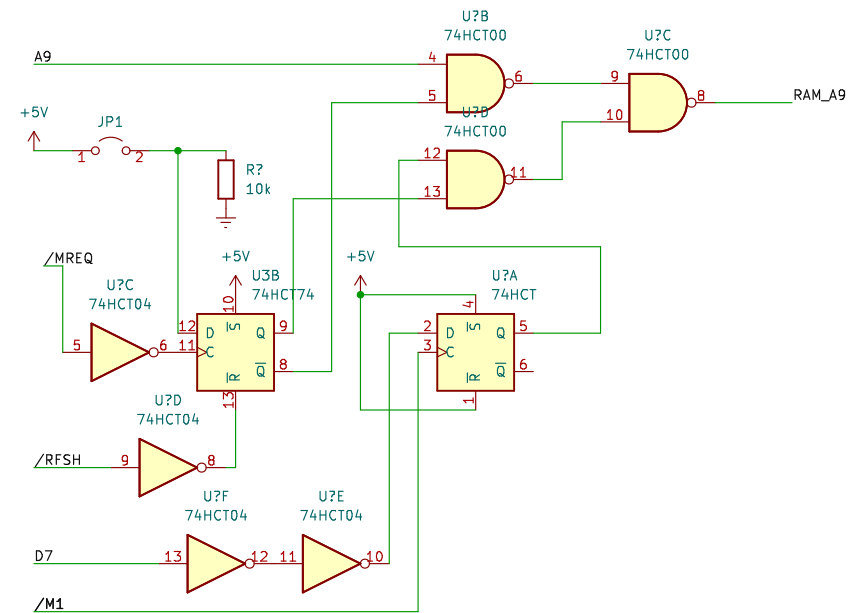 U?B
74HCT00
A9
4
5
6
U?C
74HCT00
9
10
8
RAM_A9
+5V
JP1
1
2
R?
10k
U?D
74HCT00
12
13
11
/MREQ
U?C
74HCT04
5
6
+5V
U3B
74HCT74
10
12
D
S
Q
9
11
C
R
Q
8
13
+5V
U?A
74HCT
4
2
D
S
Q
5
3
C
R
Q
6
1
U?D
74HCT04
/RFSH
9
8
U?F
74HCT04
U?E
74HCT04
D7
13
12
11
10
/M1